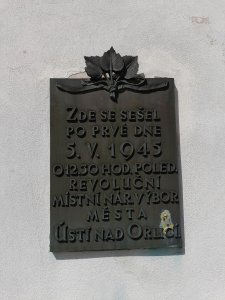 ZDE SE SEŠEL
PO PRVÉ DNE
5. V. 1945
O 12.30 HOD. POLED.
REVOLUČNÍ
MÍSTNÍ NÁR. VÝBOR
MĚSTA
ÚSTÍ NAD ORLICÍ